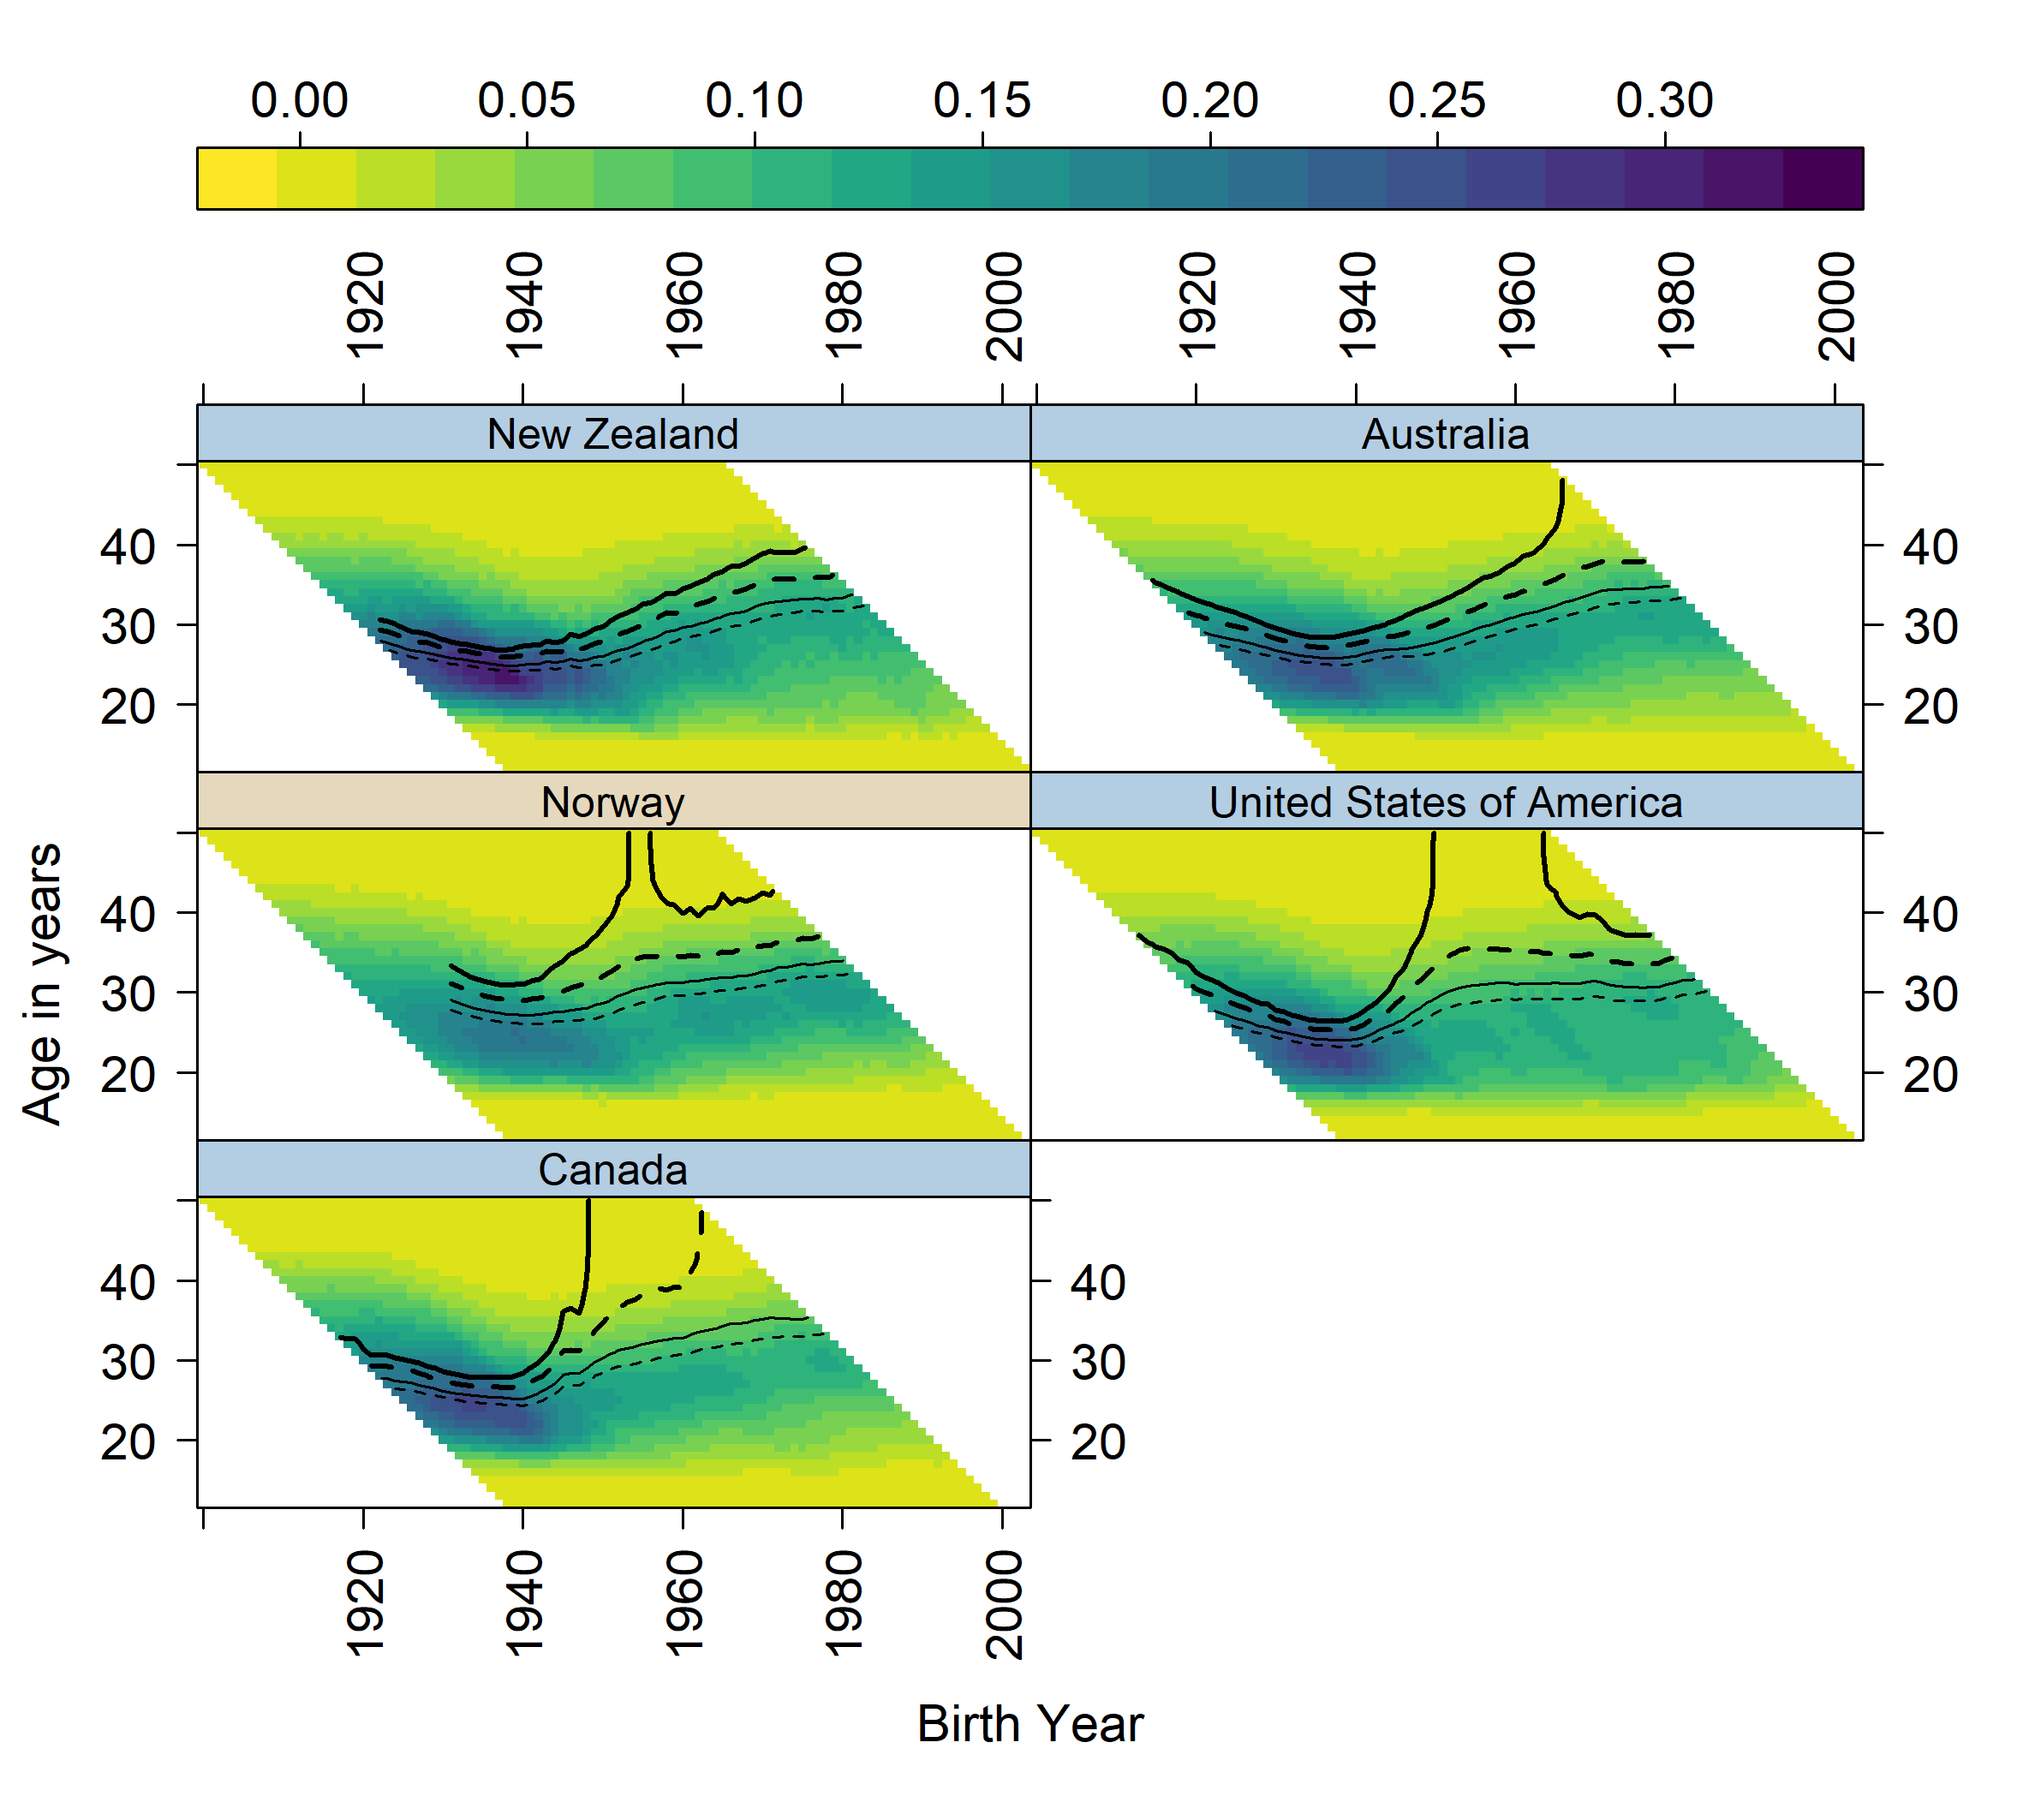 0.00 0.05 0.10 0.15 0.20 0.25 0.30
1920 1940 1960 1980 2000 1920 1940 1960 1980 2000
New Zealand Australia
40 40
30 30
20 20
Norway United States of America
40 40
30 30
20 20
Canada
40 40
30 30
20 20
1920 1940 1960 1980 2000
Age in years
Birth Year